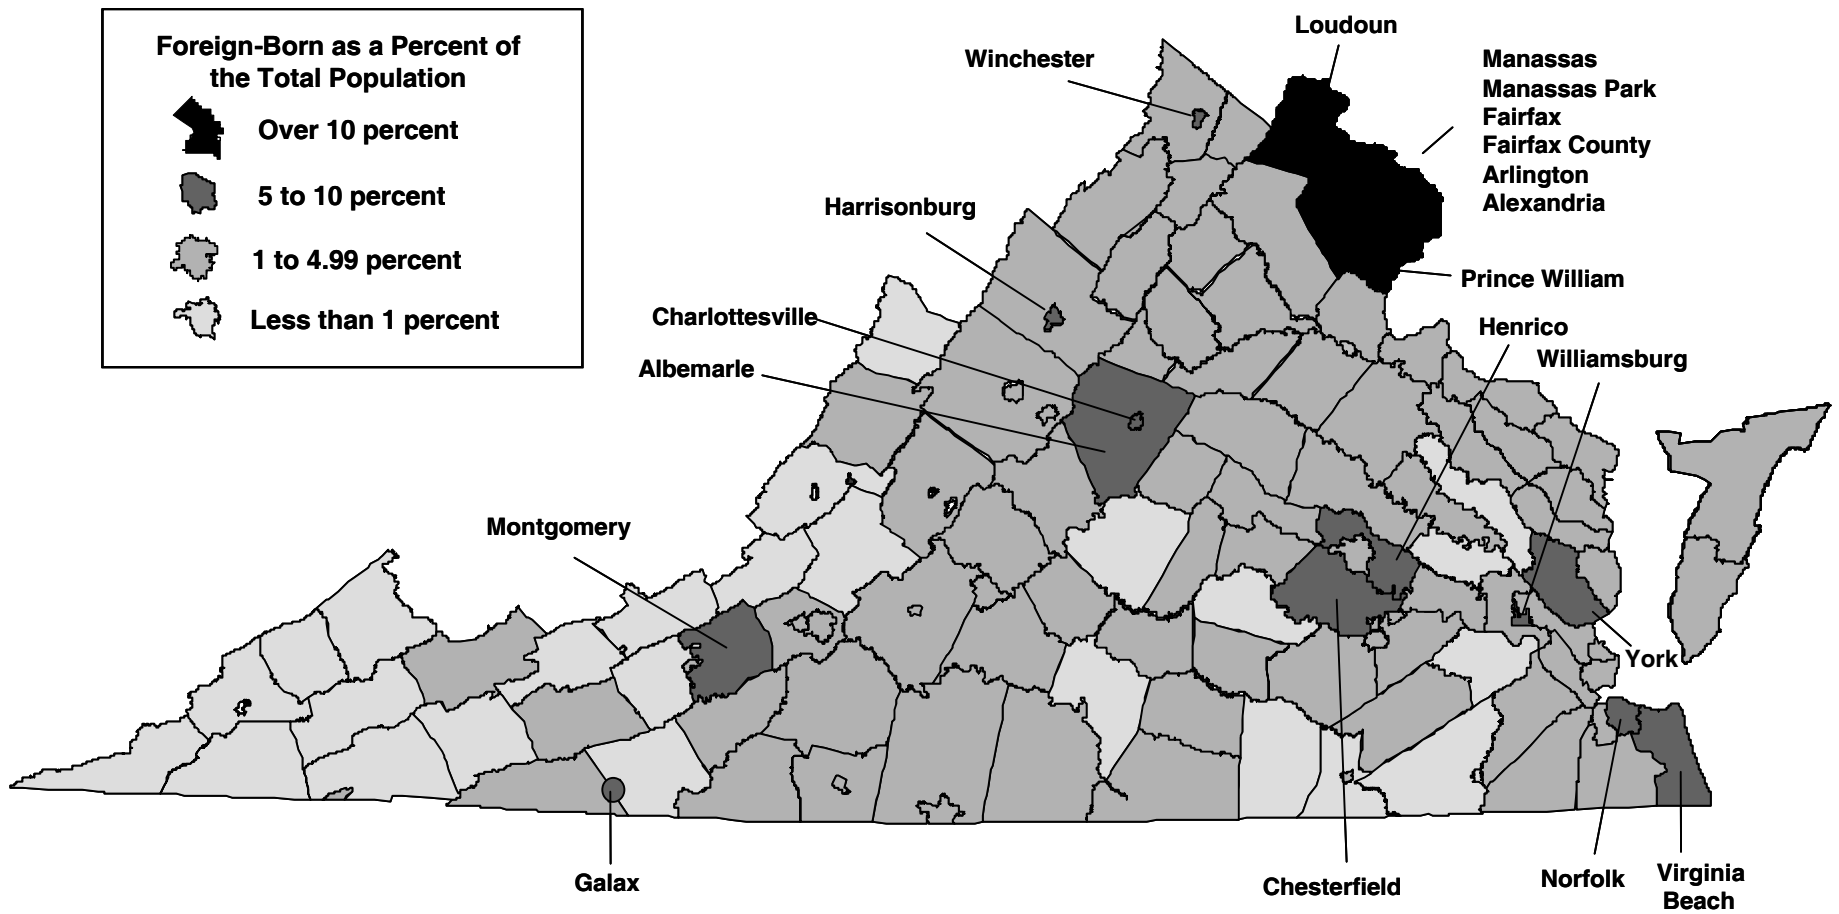 Foreign-Born as a Percent of
the Total Population
Over 10 percent
5 to 10 percent
1 to 4.99 percent
Less than 1 percent
Loudoun
Winchester
Manassas
Manassas Park
Fairfax
Fairfax County
Arlington
Alexandria
Harrisonburg
Prince William
Charlottesville
Henrico
Williamsburg
Albemarle
Montgomery
York
Galax
Chesterfield
Norfolk
Virginia
Beach